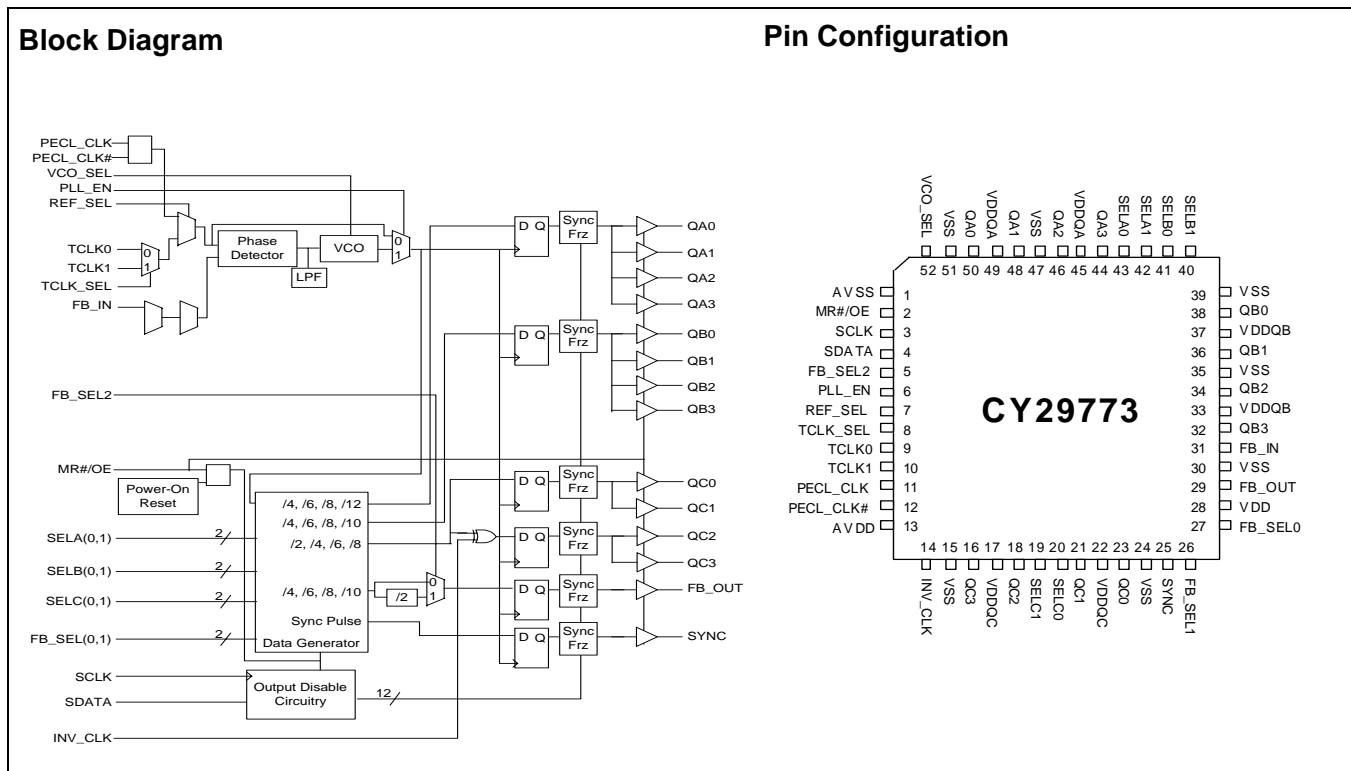 Block Diagram
Pin Configuration
PECL_CLK
PECL_CLK#
VCO_SEL
PLL_EN
REF_SEL
TCLK0
TCLK1
TCLK_SEL
FB_IN
0
1
Phase
Detector
LPF
VCO
0
1
FB_SEL2
MR#/OE
Power-On
Reset
SELA(0,1)
2
SELB(0,1)
2
SELC(0,1)
2
FB_SEL(0,1)
2
SCLK
SDATA
INV_CLK
/4, /6, /8, /12
/4, /6, /8, /10
/2, /4, /6, /8
/4, /6, /8, /10
/2
0
1
Sync Pulse
Data Generator
Output Disable
Circuitry
12
D Q
Sync
Frz
D Q
Sync
Frz
D Q
Sync
Frz
D Q
Sync
Frz
D Q
Sync
Frz
D Q
Sync
Frz
QA0
QA1
QA2
QA3
QB0
QB1
QB2
QB3
QC0
QC1
QC2
QC3
FB_OUT
SYNC
VCO_SEL
VSS
QA0
VDDQA
QA1
VSS
QA2
VDDQA
QA3
SELA0
SELA1
SELB0
SELB1
52 51 50 49 48 47 46 45 44 43 42 41 40
AVSS 1
MR#/OE 2
SCLK 3
SDATA 4
FB_SEL2 5
PLL_EN 6
REF_SEL 7
TCLK_SEL 8
TCLK0 9
TCLK1 10
PECL_CLK 11
PECL_CLK# 12
AVDD 13
CY29773
39 VSS
38 QB0
37 VDDQB
36 QB1
35 VSS
34 QB2
33 VDDQB
32 QB3
31 FB_IN
30 VSS
29 FB_OUT
28 VDD
27 FB_SEL0
14 15 16 17 18 19 20 21 22 23 24 25 26
INV_CLK
VSS
QC3
VDDQC
QC2
SELC1
SELC0
QC1
VDDQC
QC0
VSS
SYNC
FB_SEL1